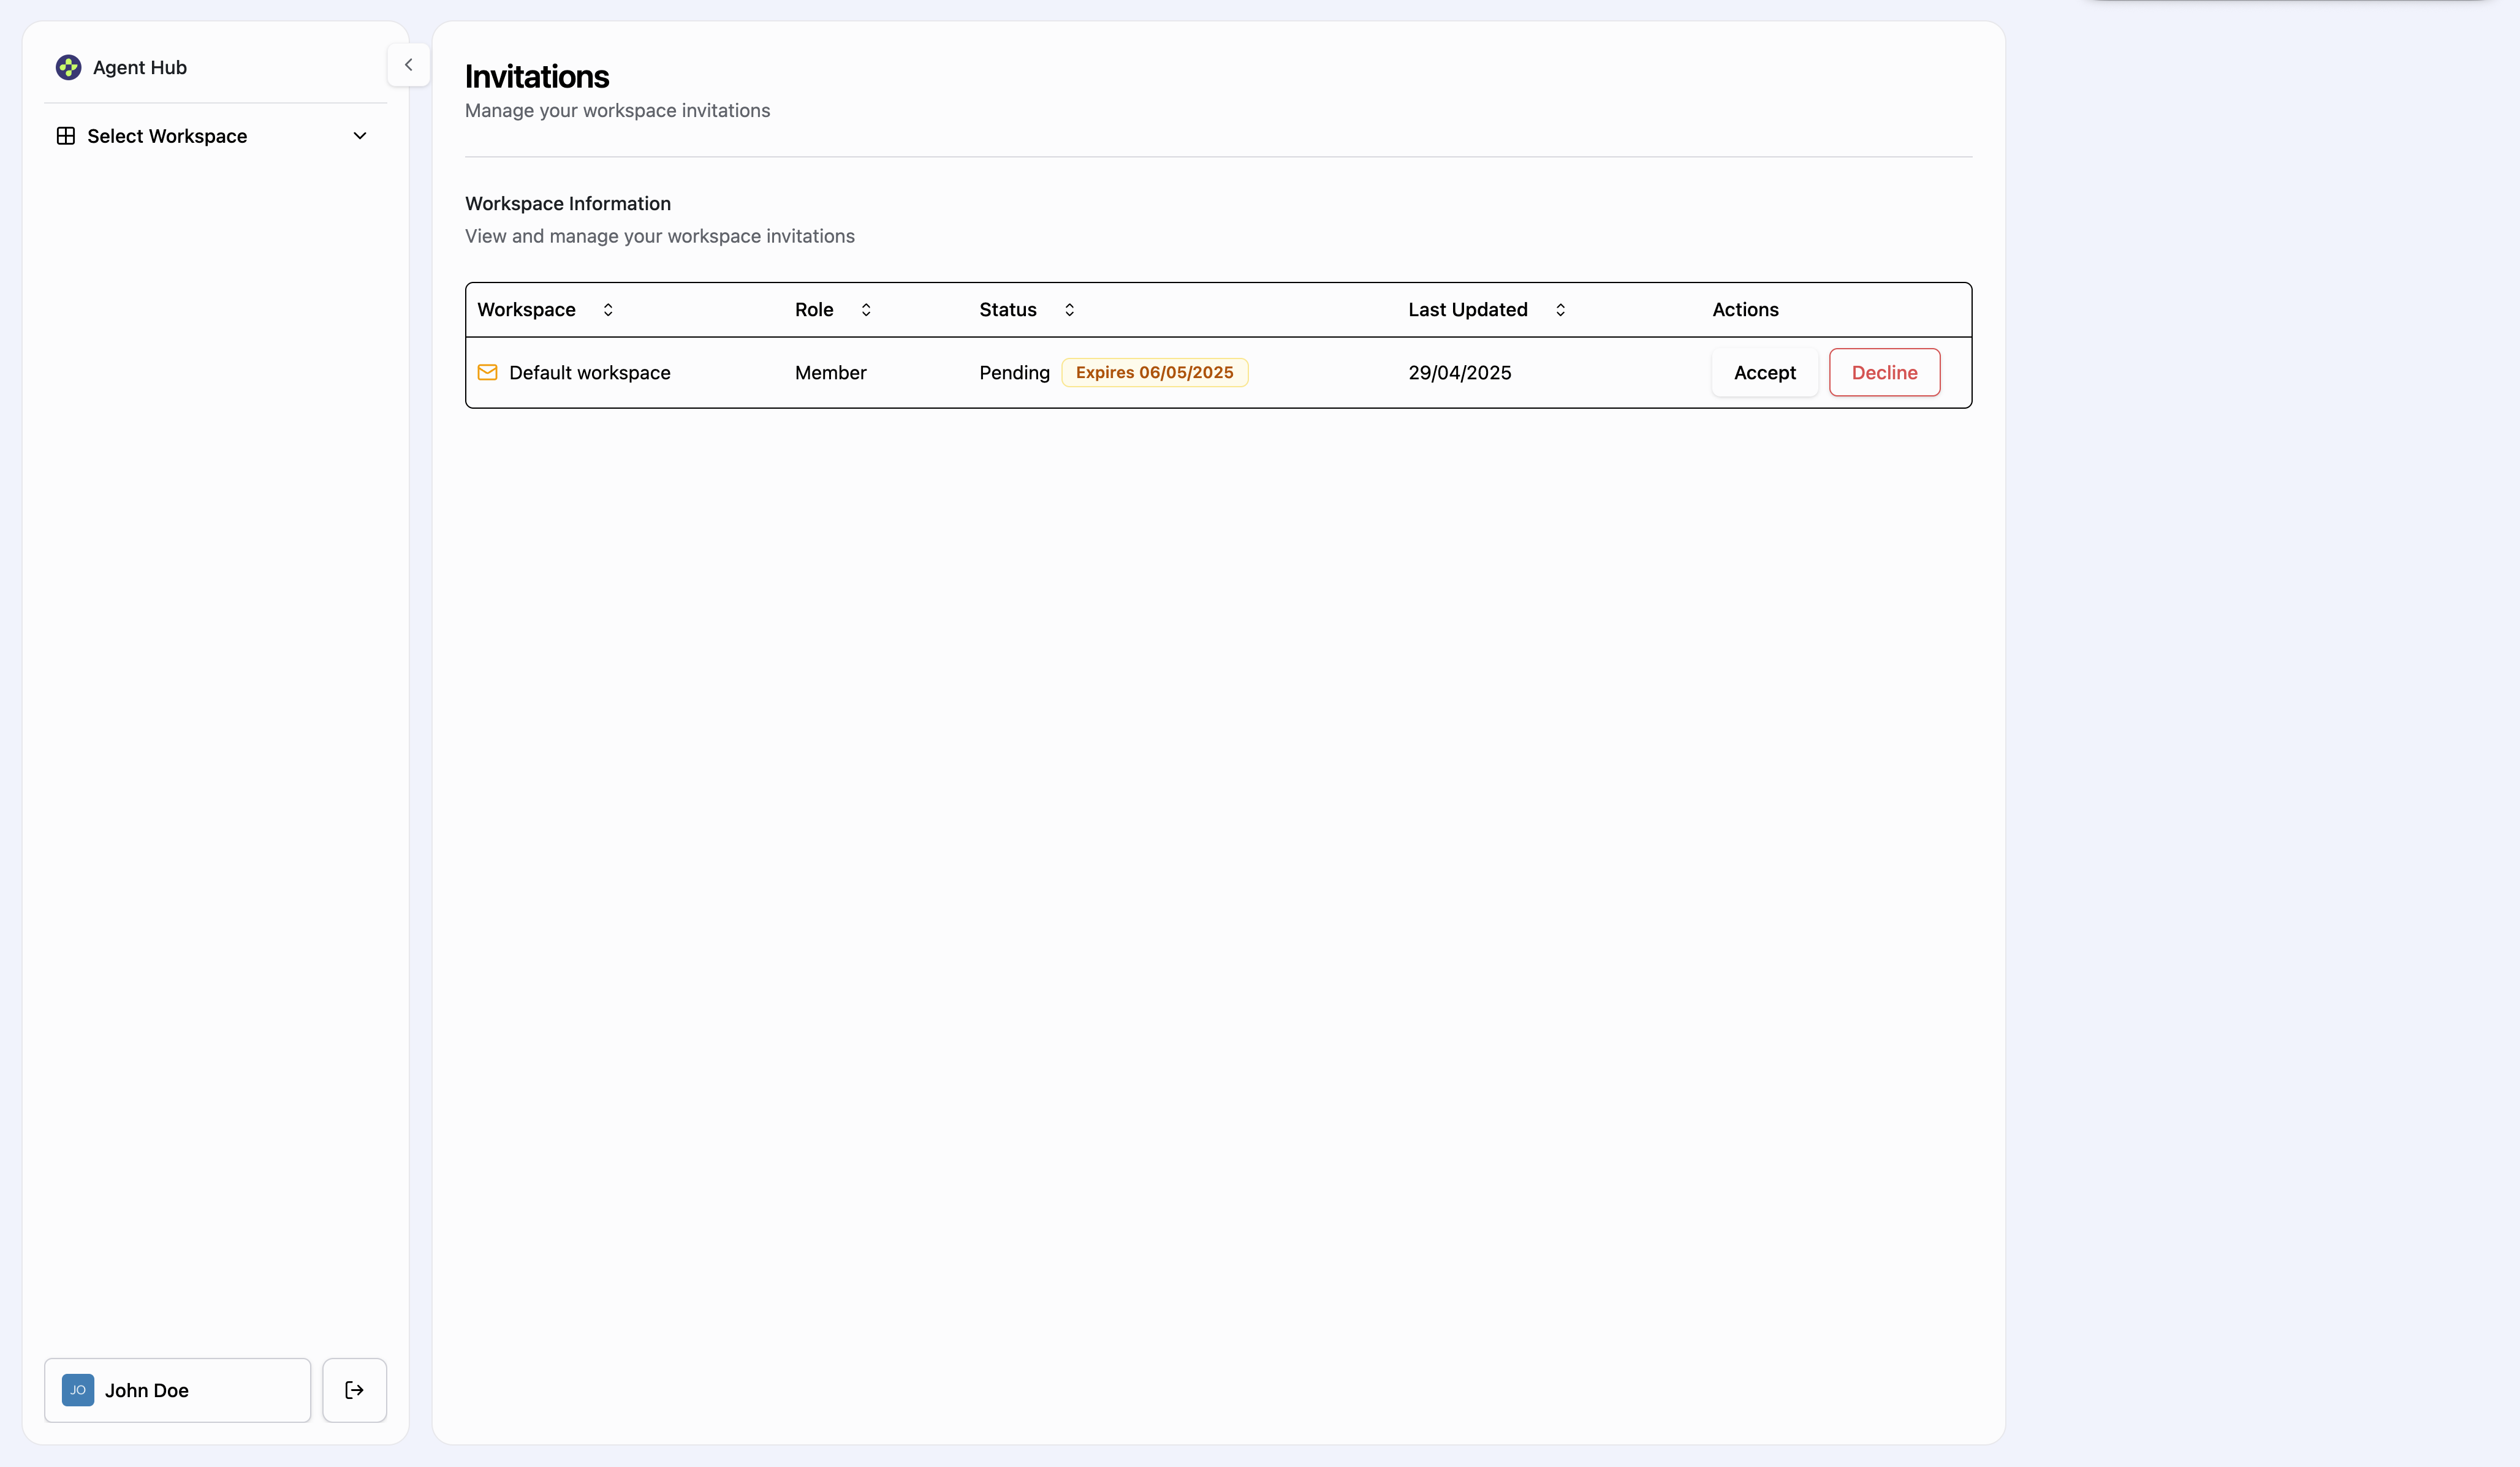 Agent Hub
Select Workspace
Invitations
Manage your workspace invitations
Workspace Information
View and manage your workspace invitations
Workspace Role Status Last Updated Actions
Default workspace Member Pending Expires 06/05/2025 29/04/2025 Accept Decline
JO John Doe